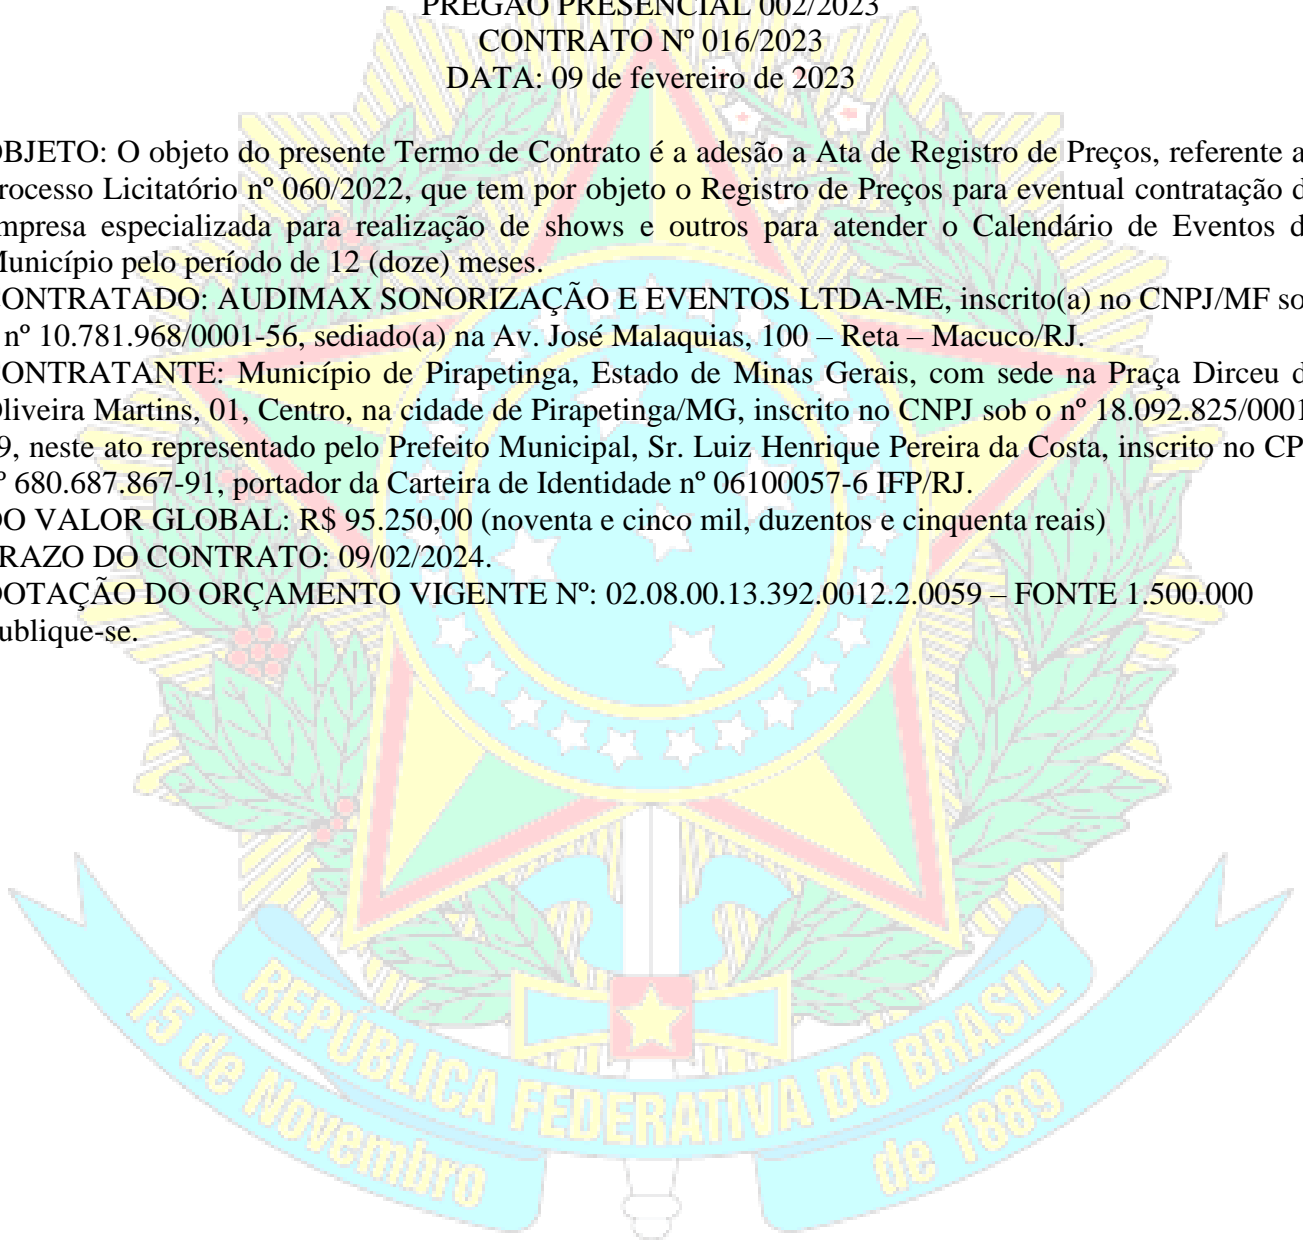 PREGÃO PRESENCIAL 002/2023
CONTRATO Nº 016/2023
DATA: 09 de fevereiro de 2023
OBJETO: O objeto do presente Termo de Contrato é a adesão a Ata de Registro de Preços, referente a
rocesso Licitatório nº 060/2022, que tem por objeto o Registro de Preços para eventual contratação d
mpresa especializada para realização de shows e outros para atender o Calendário de Eventos d
Município pelo período de 12 (doze) meses.
CONTRATADO: AUDIMAX SONORIZAÇÃO E EVENTOS LTDA-ME, inscrito(a) no CNPJ/MF so
nº 10.781.968/0001-56, sediado(a) na Av. José Malaquias, 100 – Reta – Macuco/RJ.
CONTRATANTE: Município de Pirapetinga, Estado de Minas Gerais, com sede na Praça Dirceu d
Oliveira Martins, 01, Centro, na cidade de Pirapetinga/MG, inscrito no CNPJ sob o nº 18.092.825/0001
9, neste ato representado pelo Prefeito Municipal, Sr. Luiz Henrique Pereira da Costa, inscrito no CP
º 680.687.867-91, portador da Carteira de Identidade nº 06100057-6 IFP/RJ.
DO VALOR GLOBAL: R$ 95.250,00 (noventa e cinco mil, duzentos e cinquenta reais)
RAZO DO CONTRATO: 09/02/2024.
DOTAÇÃO DO ORÇAMENTO VIGENTE Nº: 02.08.00.13.392.0012.2.0059 – FONTE 1.500.000
ublique-se.
REPÚBLICA FEDERATIVA DO BRASIL
15 de Novembro de 1889